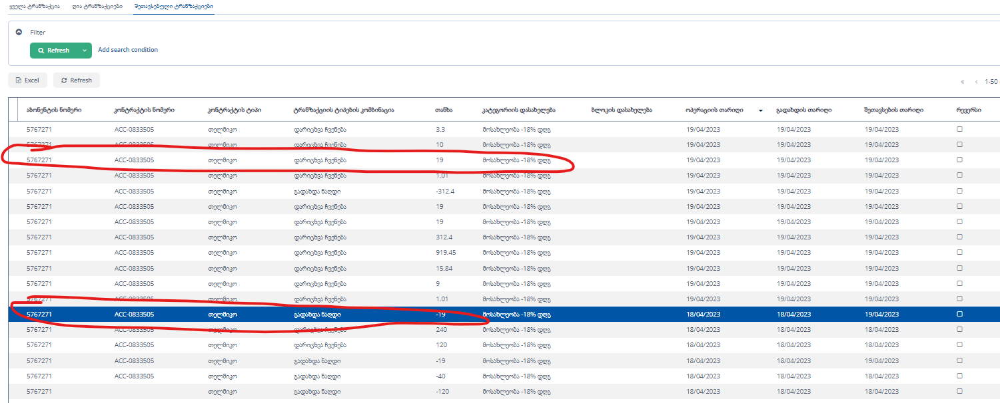 ყველა ტრანზაქცია ღია ტრანზაქციები შეთავსებული ტრანზაქციები
Filter
Refresh Add search condition
Excel Refresh « ‹ 1-50
აბონენტის ნომერი კონტრაქტის ნომერი კონტრაქტის ტიპი ტრანზაქციის ტიპების კომბინაცია თანხა კატეგორიის დასახელება ბლოკის დასახელება ოპერაციის თარიღი გადახდის თარიღი შეთავსების თარიღი რევერსი
5767271 ACC-0833505 თელმიკო დარიცხვა ჩვენება 3.3 მოსახლეობა -18% დღგ 19/04/2023 19/04/2023 19/04/2023
5767271 ACC-0833505 თელმიკო დარიცხვა ჩვენება 10 მოსახლეობა -18% დღგ 19/04/2023 19/04/2023 19/04/2023
5767271 ACC-0833505 თელმიკო დარიცხვა ჩვენება 19 მოსახლეობა -18% დღგ 19/04/2023 19/04/2023 19/04/2023
5767271 ACC-0833505 თელმიკო დარიცხვა ჩვენება 1.01 მოსახლეობა -18% დღგ 19/04/2023 19/04/2023 19/04/2023
5767271 ACC-0833505 თელმიკო გადახდა ნაღდი -312.4 მოსახლეობა -18% დღგ 19/04/2023 19/04/2023 19/04/2023
5767271 ACC-0833505 თელმიკო დარიცხვა ჩვენება 19 მოსახლეობა -18% დღგ 19/04/2023 19/04/2023 19/04/2023
5767271 ACC-0833505 თელმიკო დარიცხვა ჩვენება 19 მოსახლეობა -18% დღგ 19/04/2023 19/04/2023 19/04/2023
5767271 ACC-0833505 თელმიკო დარიცხვა ჩვენება 312.4 მოსახლეობა -18% დღგ 19/04/2023 19/04/2023 19/04/2023
5767271 ACC-0833505 თელმიკო დარიცხვა ჩვენება 919.45 მოსახლეობა -18% დღგ 19/04/2023 19/04/2023 19/04/2023
5767271 ACC-0833505 თელმიკო დარიცხვა ჩვენება 15.84 მოსახლეობა -18% დღგ 19/04/2023 19/04/2023 19/04/2023
5767271 ACC-0833505 თელმიკო დარიცხვა ჩვენება 9 მოსახლეობა -18% დღგ 19/04/2023 19/04/2023 19/04/2023
5767271 ACC-0833505 თელმიკო დარიცხვა ჩვენება 1.01 მოსახლეობა -18% დღგ 19/04/2023 19/04/2023 19/04/2023
5767271 ACC-0833505 თელმიკო გადახდა ნაღდი -19 მოსახლეობა -18% დღგ 18/04/2023 18/04/2023 19/04/2023
5767271 ACC-0833505 თელმიკო დარიცხვა ჩვენება 240 მოსახლეობა -18% დღგ 18/04/2023 18/04/2023 18/04/2023
5767271 ACC-0833505 თელმიკო დარიცხვა ჩვენება 120 მოსახლეობა -18% დღგ 18/04/2023 18/04/2023 18/04/2023
5767271 ACC-0833505 თელმიკო გადახდა ნაღდი -19 მოსახლეობა -18% დღგ 18/04/2023 18/04/2023 19/04/2023
5767271 ACC-0833505 თელმიკო გადახდა ნაღდი -40 მოსახლეობა -18% დღგ 18/04/2023 18/04/2023 18/04/2023
5767271 თელმიკო გადახდა ნაღდი -120 მოსახლეობა -18% დღგ 18/04/2023 18/04/2023 18/04/2023